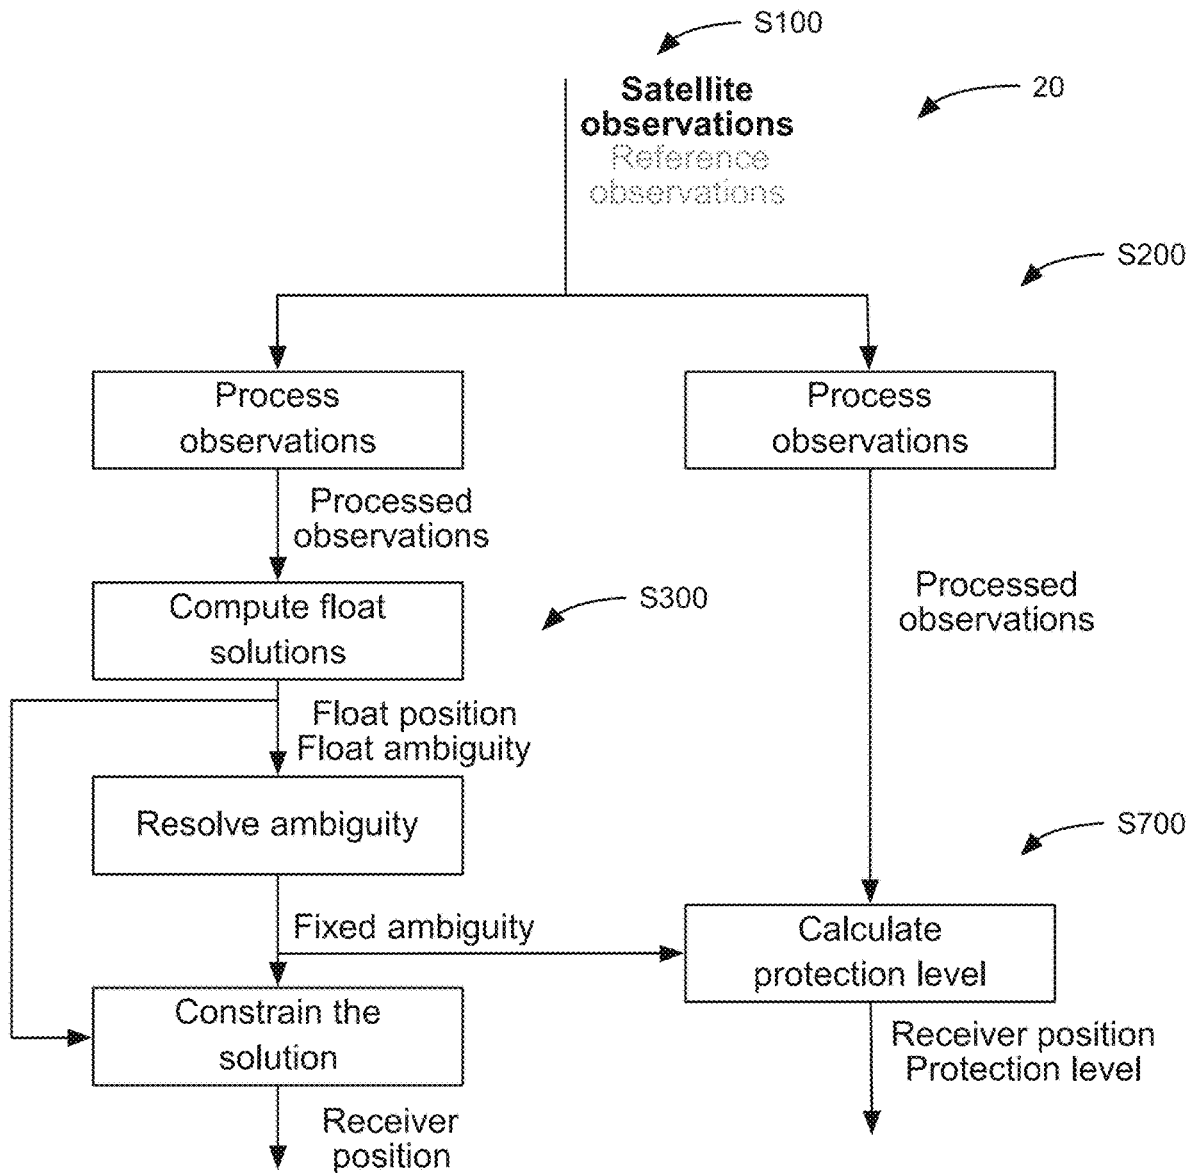 S100
Satellite
observations
Reference
observations
20
S200
Process
observations
Process
observations
Processed
observations
Compute float
solutions
S300
Processed
observations
Float position
Float ambiguity
Resolve ambiguity
S700
Fixed ambiguity
Calculate
protection level
Constrain the
solution
Receiver position
Protection level
Receiver
position